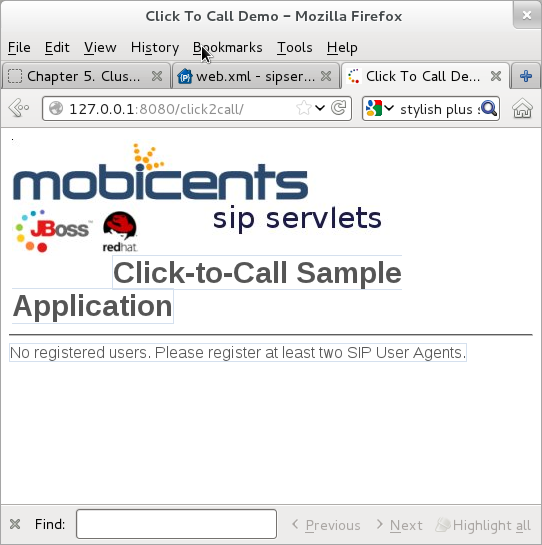 Click To Call Demo - Mozilla Firefox
File Edit View History Bookmarks Tools Help
Chapter 5. Clus... web.xml - sipser... Click To Call De...
127.0.0.1:8080/click2call/ stylish plus
mobicents
JBoss redhat. sip servlets
Click-to-Call Sample
Application
No registered users. Please register at least two SIP User Agents.
Find: Previous Next Highlight all